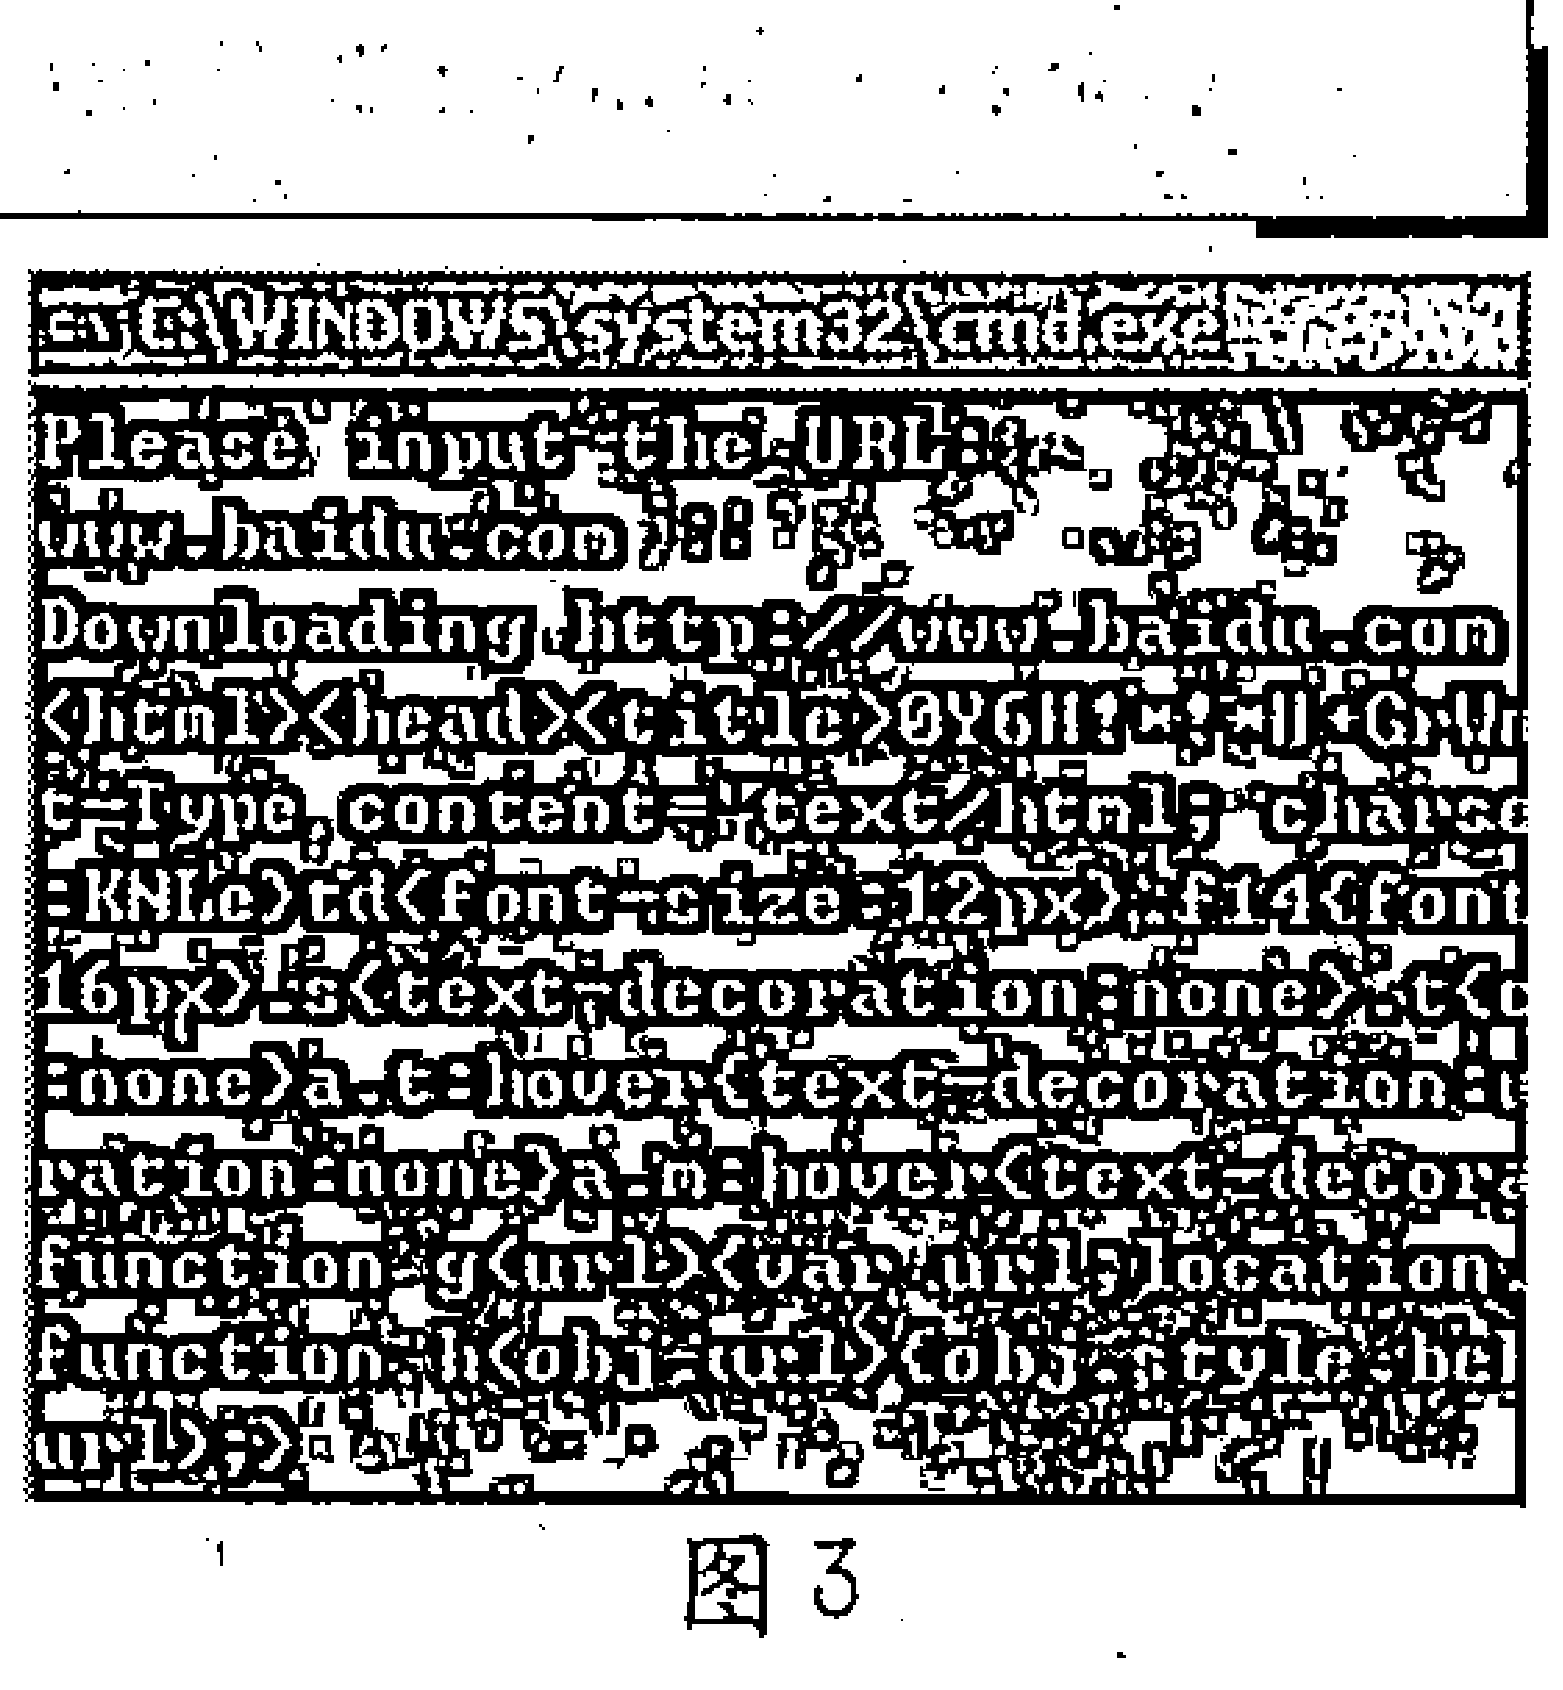 C:\WINDOWS\system32\cmd.exe
Please input the URL:
www.baidu.com
Downloading http://www.baidu.com
<html><head><title>0Y6H!
t-Type content="text/html; charse
:KNLe}td{font-size:12px}.f14{font
16px}.s{text-decoration:none}.t{c
:none}a.t:hover{text-decoration:u
ration:none}a.m:hover{text-decora
function g(url){var url;location.
function h(obj,url){obj.style.beh
url);}
图 3